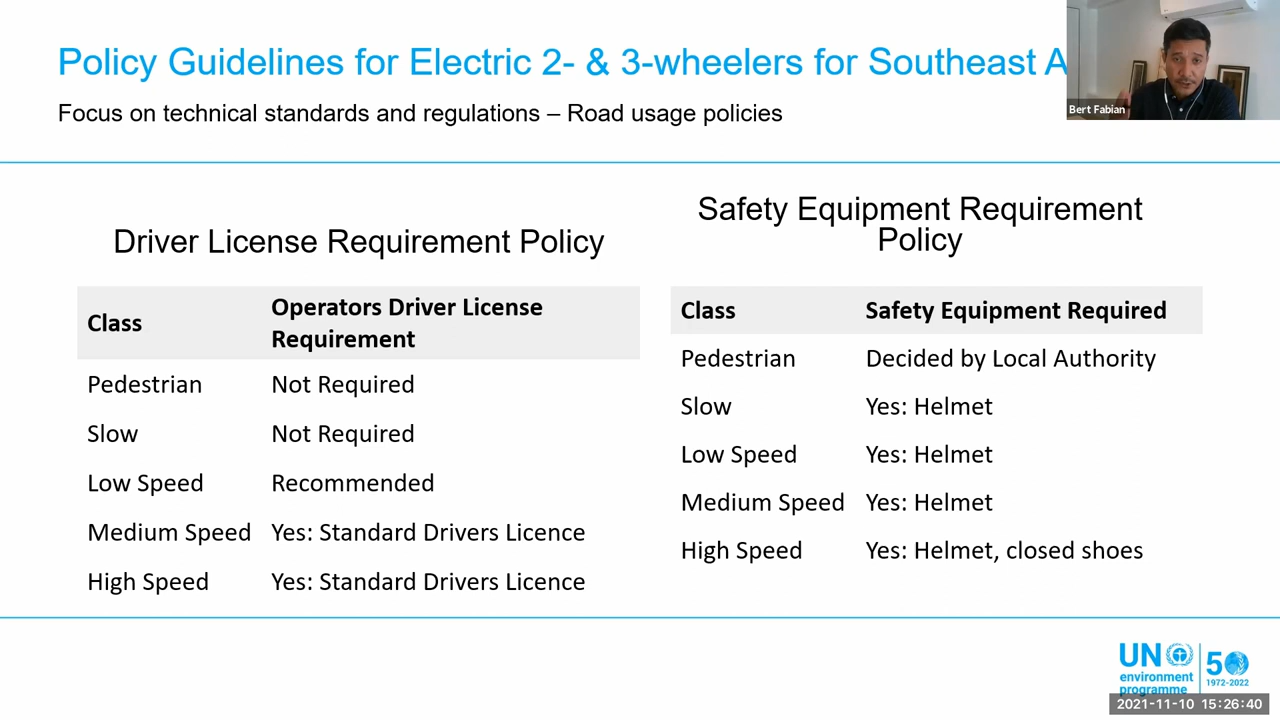 Policy Guidelines for Electric 2- & 3-wheelers for Southeast A
Bert Fabian
Focus on technical standards and regulations – Road usage policies
Driver License Requirement Policy
Class Operators Driver License
Requirement
Pedestrian Not Required
Slow Not Required
Low Speed Recommended
Medium Speed Yes: Standard Drivers Licence
High Speed Yes: Standard Drivers Licence
Safety Equipment Requirement
Policy
Class Safety Equipment Required
Pedestrian Decided by Local Authority
Slow Yes: Helmet
Low Speed Yes: Helmet
Medium Speed Yes: Helmet
High Speed Yes: Helmet, closed shoes
UN
environment
programme
50
1972-2022
2021-11-10 15:26:40